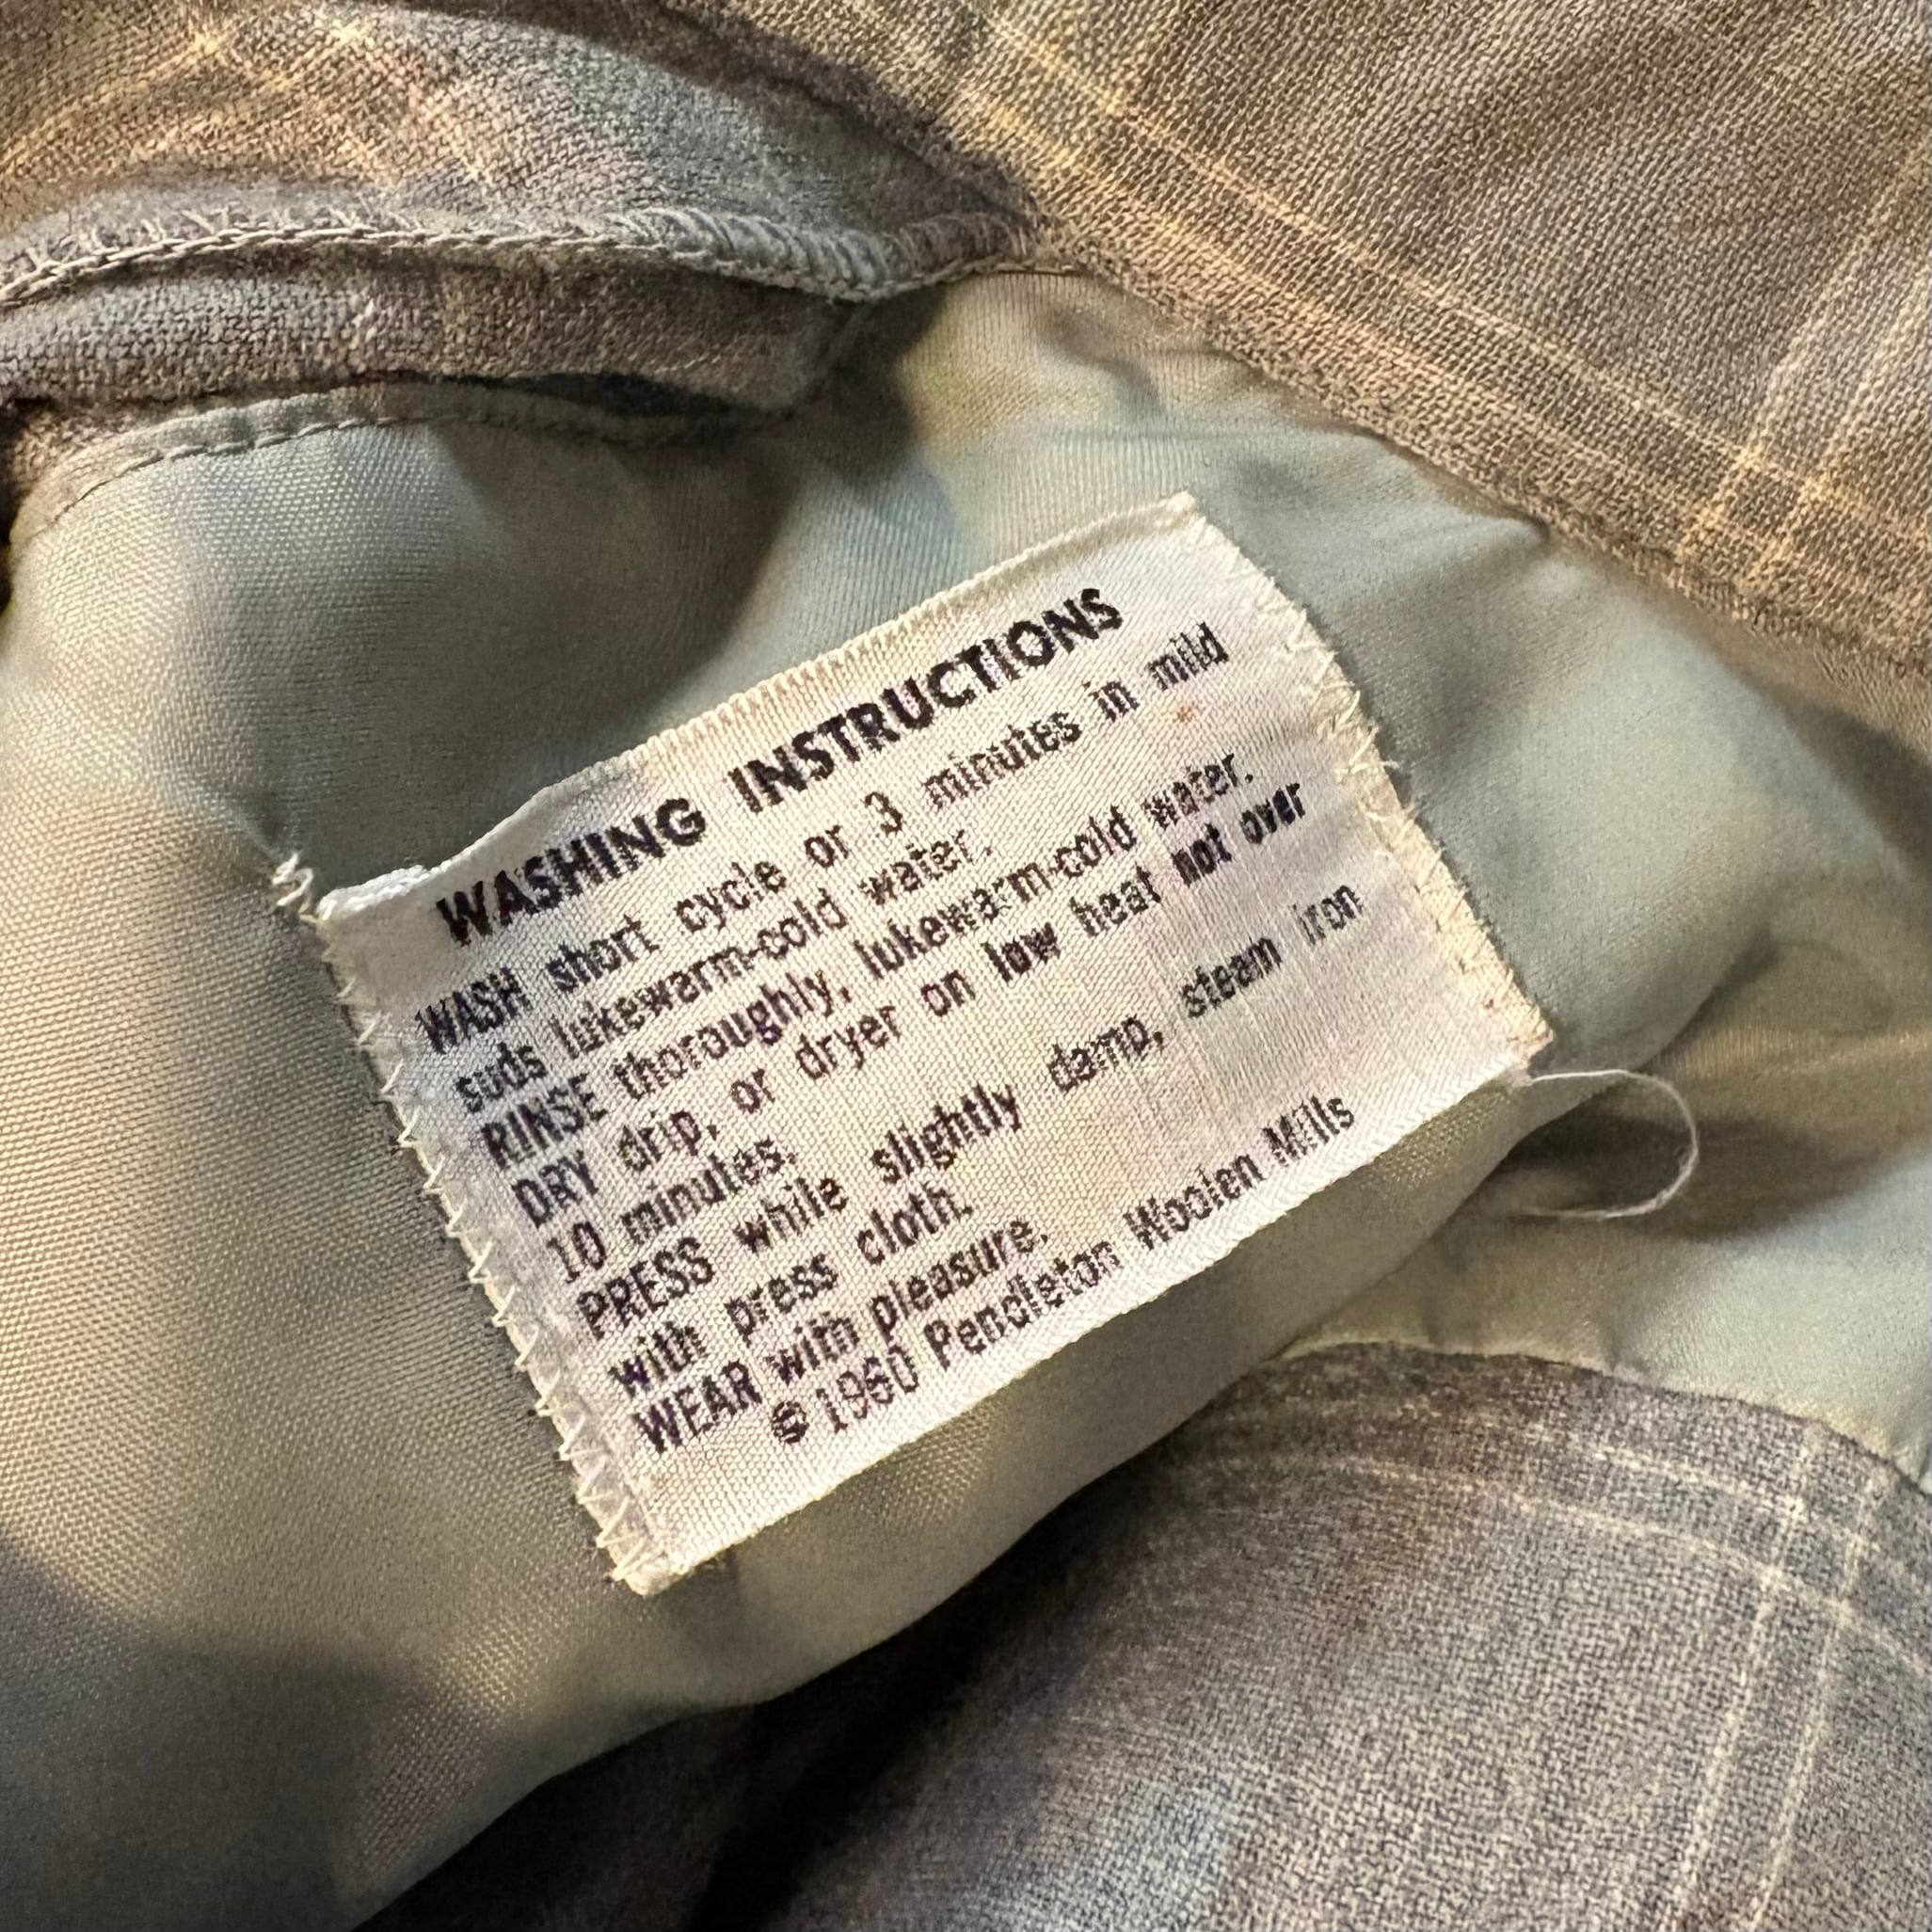 WASHING INSTRUCTIONS
WASH short cycle or 3 minutes in mild
suds lukewarm-cold water.
RINSE thoroughly, lukewarm-cold water.
DRY drip, or dryer on low heat not over
10 minutes.
PRESS while slightly damp, steam iron
with press cloth.
WEAR with pleasure.
© 1960 Pendleton Woolen Mills